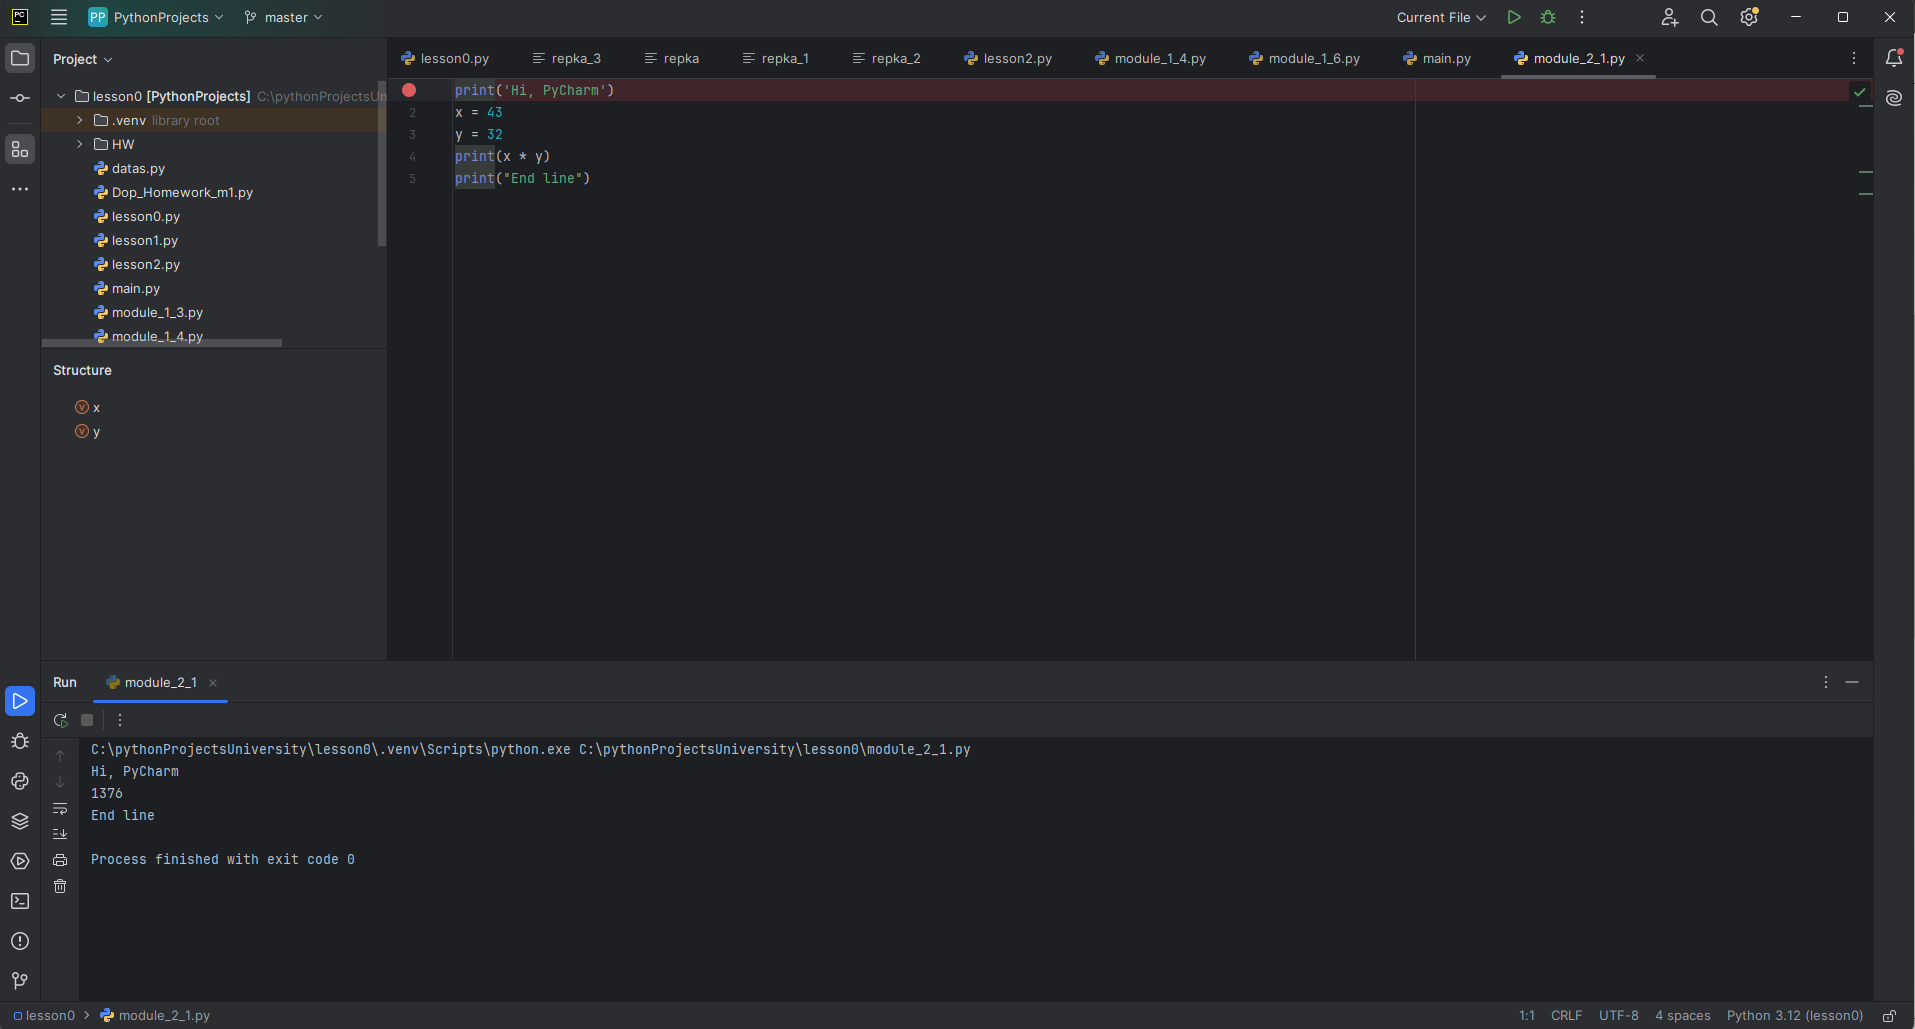 PC PP PythonProjects master Current File
Project
lesson0 [PythonProjects] C:\pythonProjectsUn
.venv library root
HW
datas.py
Dop_Homework_m1.py
lesson0.py
lesson1.py
lesson2.py
main.py
module_1_3.py
module_1_4.py
Structure
v x
v y
lesson0.py repka_3 repka repka_1 repka_2 lesson2.py module_1_4.py module_1_6.py main.py module_2_1.py
print('Hi, PyCharm')
2 x = 43
3 y = 32
4 print(x * y)
5 print("End line")
Run module_2_1
C:\pythonProjectsUniversity\lesson0\.venv\Scripts\python.exe C:\pythonProjectsUniversity\lesson0\module_2_1.py
Hi, PyCharm
1376
End line
Process finished with exit code 0
lesson0 > module_2_1.py 1:1 CRLF UTF-8 4 spaces Python 3.12 (lesson0)